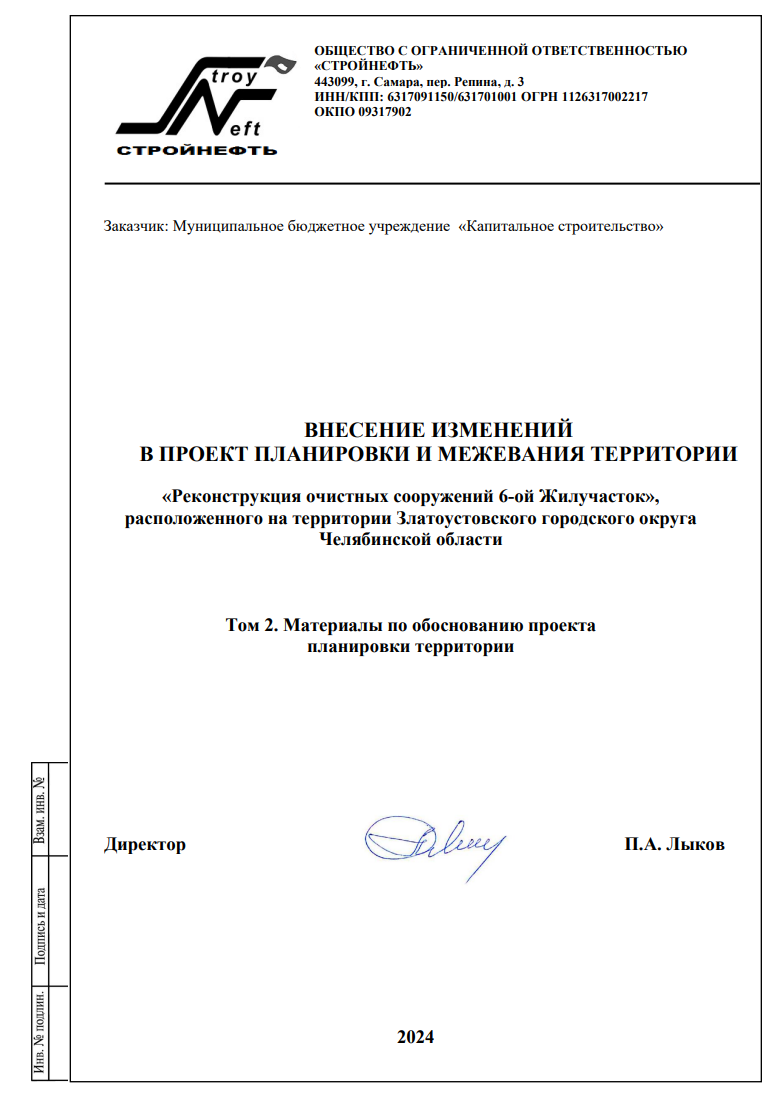 troy
eft
СТРОЙНЕФТЬ
ОБЩЕСТВО С ОГРАНИЧЕННОЙ ОТВЕТСТВЕННОСТЬЮ
«СТРОЙНЕФТЬ»
443099, г. Самара, пер. Репина, д. 3
ИНН/КПП: 6317091150/631701001 ОГРН 1126317002217
ОКПО 09317902
Заказчик: Муниципальное бюджетное учреждение «Капитальное строительство»
ВНЕСЕНИЕ ИЗМЕНЕНИЙ
В ПРОЕКТ ПЛАНИРОВКИ И МЕЖЕВАНИЯ ТЕРРИТОРИИ
«Реконструкция очистных сооружений 6-ой Жилучасток»,
расположенного на территории Златоустовского городского округа
Челябинской области
Том 2. Материалы по обоснованию проекта
планировки территории
Директор П.А. Лыков
Взам. инв. №
Подпись и дата
Инв. № подлин.
2024